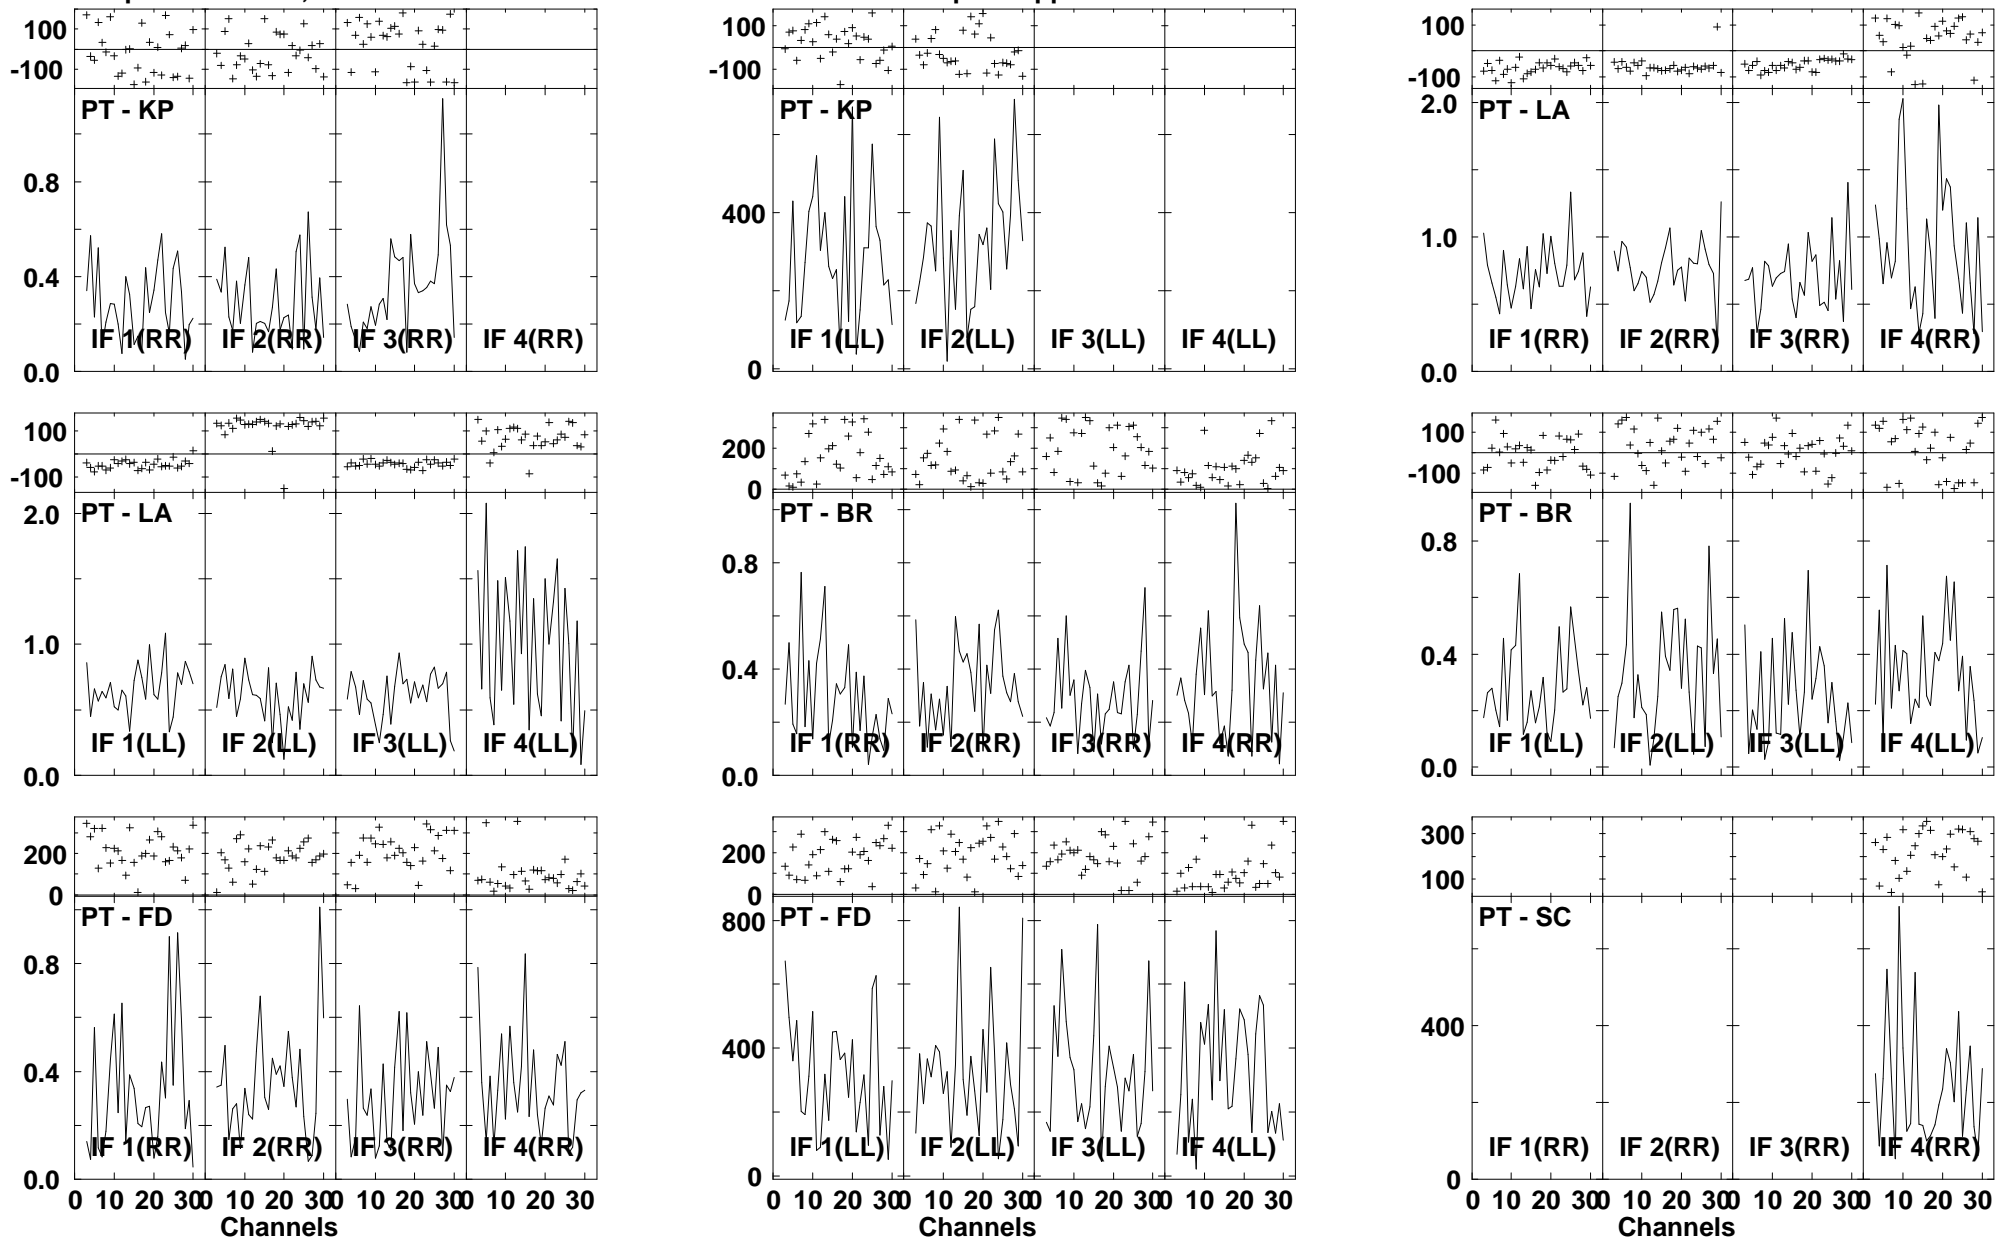 100 100 100
-100 -100 -100
PT - KP PT - KP PT - LA
2.0
0.8
400
1.0
0.4
IF 1(RR) IF 2(RR) IF 3(RR) IF 4(RR) IF 1(LL) IF 2(LL) IF 3(LL) IF 4(LL) IF 1(RR) IF 2(RR) IF 3(RR) IF 4(RR)
0.0 0 0.0
100 200 100
-100 0 -100
PT - LA PT - BR PT - BR
2.0
0.8 0.8
1.0
0.4 0.4
IF 1(LL) IF 2(LL) IF 3(LL) IF 4(LL) IF 1(RR) IF 2(RR) IF 3(RR) IF 4(RR) IF 1(LL) IF 2(LL) IF 3(LL) IF 4(LL)
0.0 0.0 0.0
200 200 300
0 0 100
PT - FD PT - FD PT - SC
800
0.8
400 400
0.4
IF 1(RR) IF 2(RR) IF 3(RR) IF 4(RR) IF 1(LL) IF 2(LL) IF 3(LL) IF 4(LL) IF 1(RR) IF 2(RR) IF 3(RR) IF 4(RR)
0.0 0 0
0 10 20 30 0 10 20 30 0 10 20 30 0 10 20 30 0 10 20 30 0 10 20 30 0 10 20 30 0 10 20 30 0 10 20 30 0 10 20 30 0 10 20 30 0 10 20 30
Channels Channels